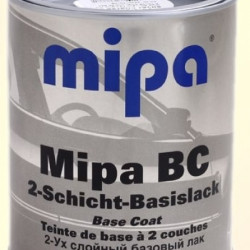 mipa
Mipa BC
2-Schicht-Basislack
Base Coat
Teinte de base à 2 couches
2-Ух слойный базовый лак